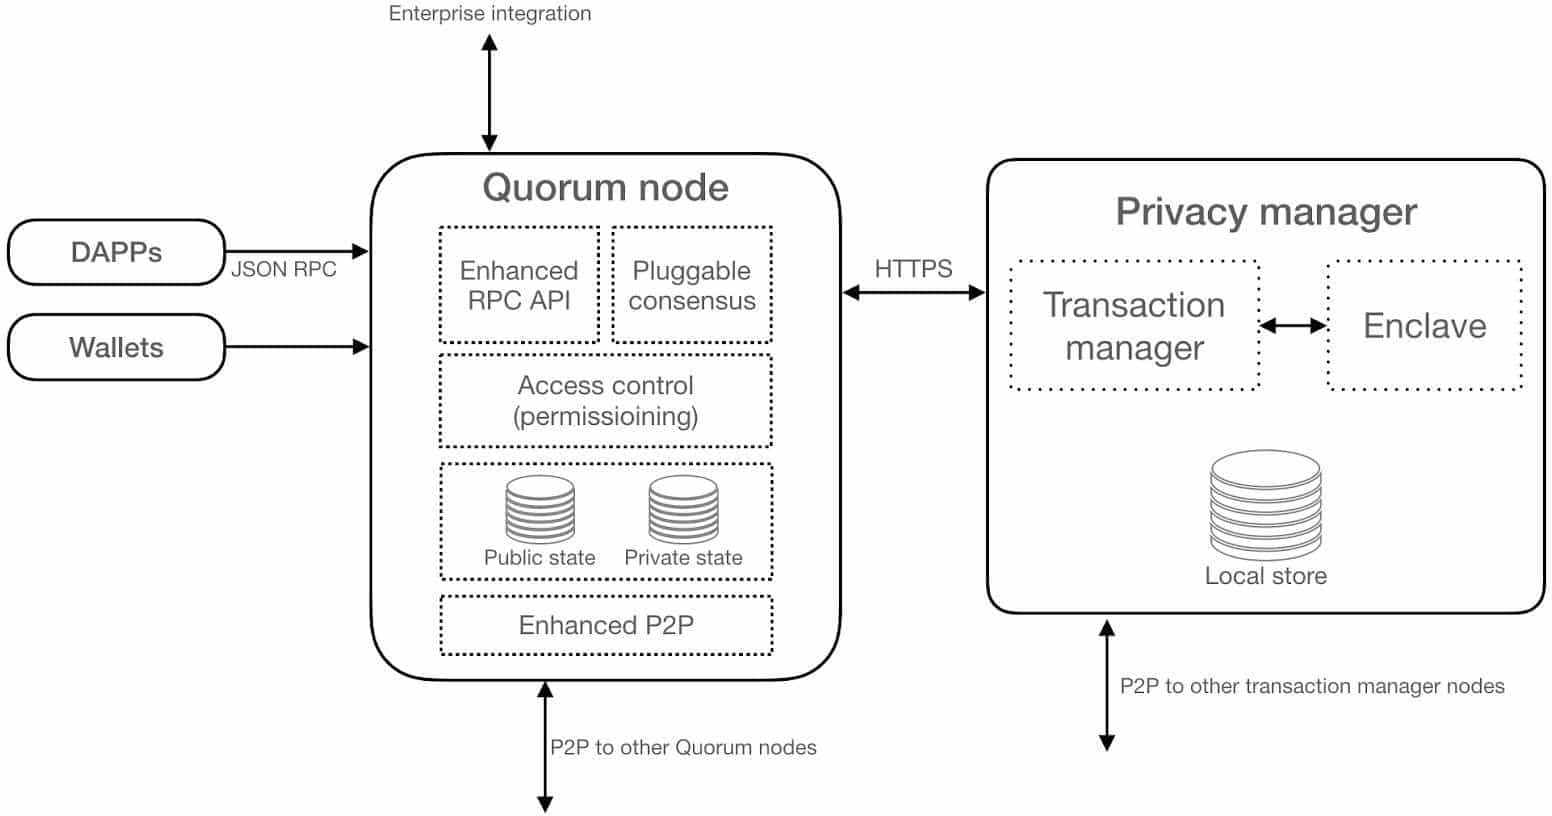 Enterprise integration
Quorum node
DAPPs
JSON RPC
Wallets
Enhanced
RPC API
Pluggable
consensus
Access control
(permissioining)
Public state
Private state
Enhanced P2P
P2P to other Quorum nodes
HTTPS
Privacy manager
Transaction
manager
Enclave
Local store
P2P to other transaction manager nodes